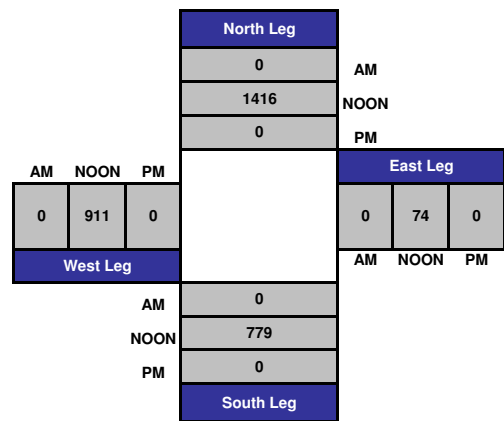 North Leg
0 AM
1416 NOON
0 PM
AM NOON PM East Leg
0 911 0 0 74 0
West Leg AM NOON PM
AM 0
NOON 779
PM 0
South Leg